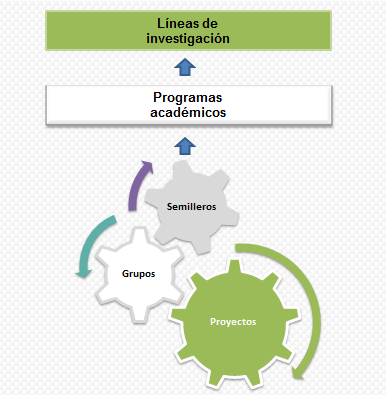 Líneas de
investigación
Programas
académicos
Semilleros
Grupos
Proyectos